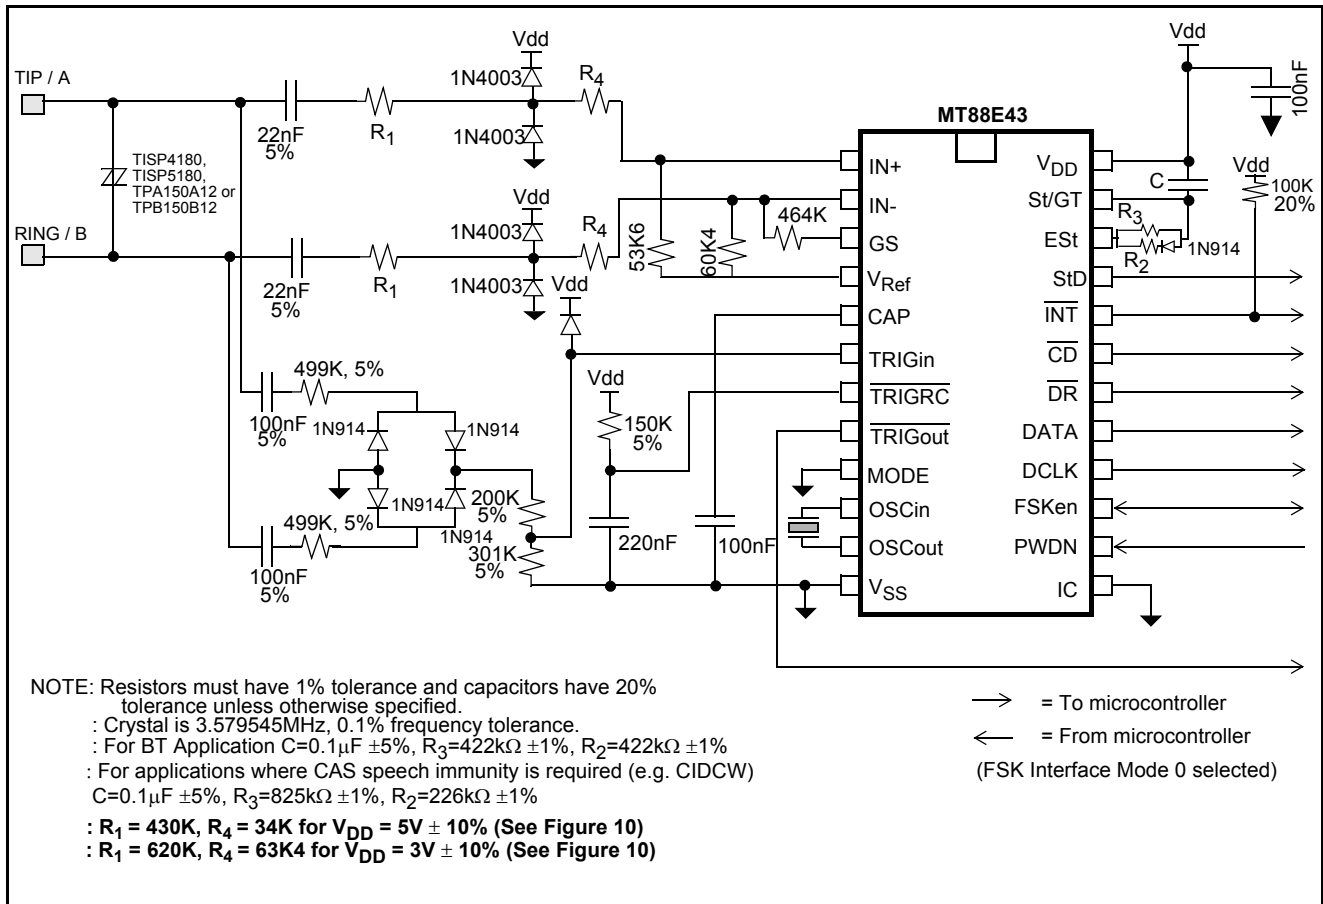 Vdd
TIP / A
1N4003
R4
22nF
5%
R1
1N4003
TISP4180,
TISP5180,
TPA150A12 or
TPB150B12
Vdd
RING / B
1N4003
R4
22nF
5%
R1
1N4003
Vdd
53K6
60K4
464K
499K, 5%
100nF
5%
1N914
1N914
1N914
1N914
499K, 5%
100nF
5%
200K
5%
301K
5%
Vdd
150K
5%
220nF
100nF
MT88E43
IN+
IN-
GS
VRef
CAP
TRIGin
TRIGRC
TRIGout
MODE
OSCin
OSCout
VSS
VDD
St/GT
ESt
StD
INT
CD
DR
DATA
DCLK
FSKen
PWDN
IC
Vdd
100nF
C
Vdd
100K
20%
R3
R2
1N914
NOTE: Resistors must have 1% tolerance and capacitors have 20%
tolerance unless otherwise specified.
: Crystal is 3.579545MHz, 0.1% frequency tolerance.
: For BT Application C=0.1µF ±5%, R3=422kΩ ±1%, R2=422kΩ ±1%
: For applications where CAS speech immunity is required (e.g. CIDCW)
C=0.1µF ±5%, R3=825kΩ ±1%, R2=226kΩ ±1%
: R1 = 430K, R4 = 34K for VDD = 5V ± 10% (See Figure 10)
: R1 = 620K, R4 = 63K4 for VDD = 3V ± 10% (See Figure 10)
= To microcontroller
= From microcontroller
(FSK Interface Mode 0 selected)